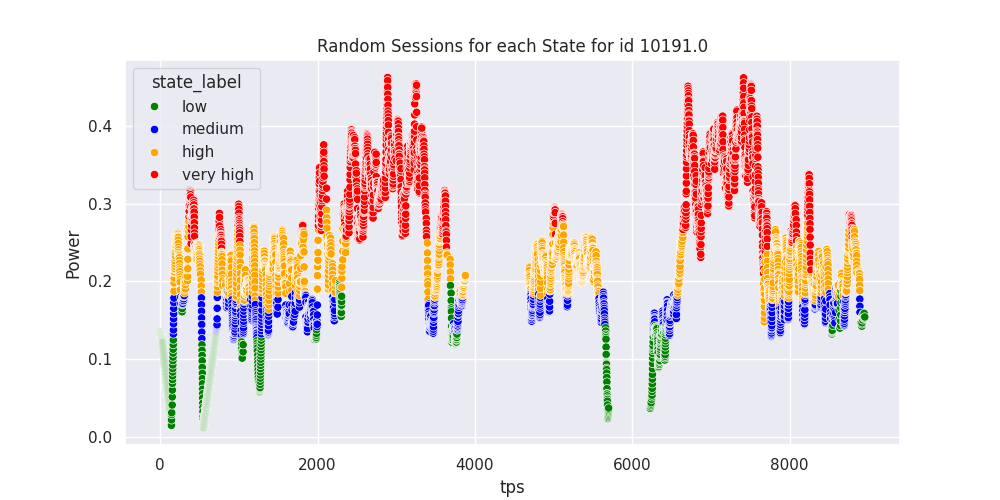 Random Sessions for each State for id 10191.0
state_label
low
medium
high
very high
Power
0.4
0.3
0.2
0.1
0.0
0
2000
4000
6000
8000
tps